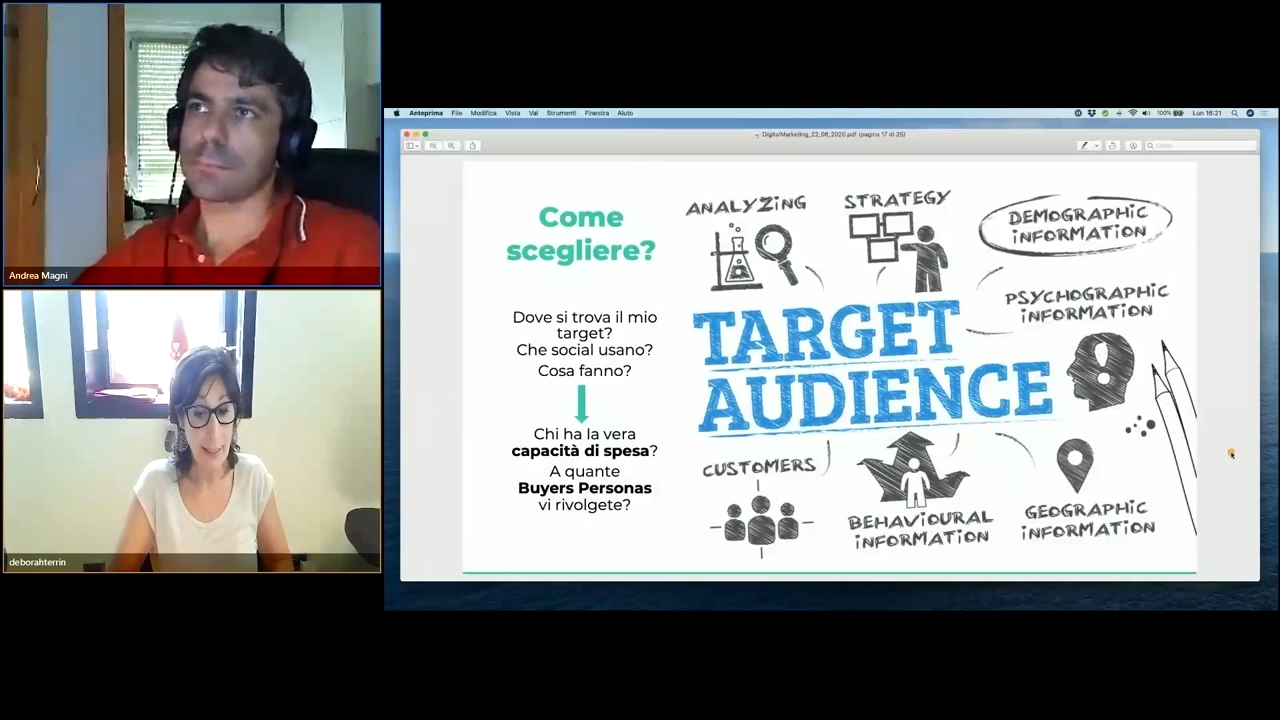 Andrea Magni
deborahterrin
Anteprima File Modifica Vista Vai Strumenti Finestra Aiuto
100% Lun 16:21
DigitalMarketing_22_06_2020.pdf (pagina 17 di 25)
Come
scegliere?
Dove si trova il mio
target?
Che social usano?
Cosa fanno?
Chi ha la vera
capacità di spesa?
A quante
Buyers Personas
vi rivolgete?
ANALYZiNG
STRATEGY
DEMOGRAPHiC
iNFORMATiON
PSYCHOGRAPHiC
iNFORMATiON
TARGET
AUDIENCE
CUSTOMERS
BEHAViOURAL
iNFORMATiON
GEOGRAPHiC
iNFORMATiON